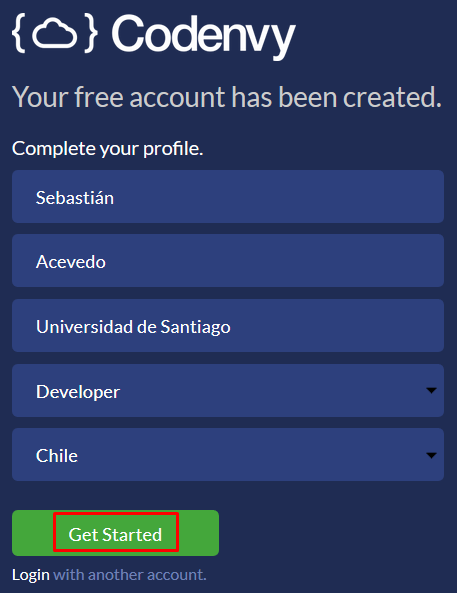 { } Codenvy
Your free account has been created.
Complete your profile.
Sebastián
Acevedo
Universidad de Santiago
Developer
Chile
Get Started
Login with another account.